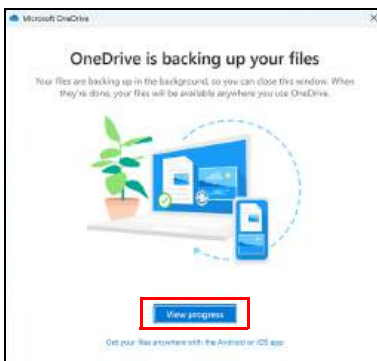 Microsoft OneDrive
OneDrive is backing up your files
Your files are backing up in the background, so you can close this window. When
they're done, your files will be available anywhere you use OneDrive.
View progress
Get your files anywhere with the Android or iOS app